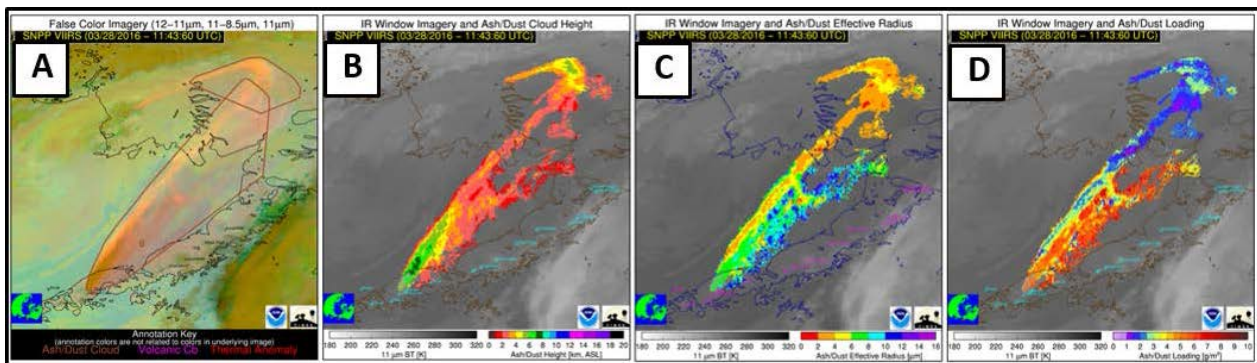 False Color Imagery (12-11µm, 11-8.5µm, 11µm)
SNPP VIIRS (03/28/2016 - 11:43:60 UTC)
A
Annotation Key
(annotation colors are not related to colors in underlying image)
Ash/Dust Cloud Volcanic Cb Thermal Anomaly
IR Window Imagery and Ash/Dust Cloud Height
SNPP VIIRS (03/28/2016 - 11:43:60 UTC)
B
180 200 220 240 260 280 300 320
0 2 4 6 8 10 12 14 16 18 20
11 µm BT [K] Ash/Dust Height [km, ASL]
IR Window Imagery and Ash/Dust Effective Radius
SNPP VIIRS (03/28/2016 - 11:43:60 UTC)
C
180 200 220 240 260 280 300 320
0 2 4 6 8 10 12 14 16
11 µm BT [K] Ash/Dust Effective Radius [µm]
IR Window Imagery and Ash/Dust Loading
SNPP VIIRS (03/28/2016 - 11:43:60 UTC)
D
180 200 220 240 260 280 300 320
0 1 2 3 4 5 6 7 8 9 10
11 µm BT [K] Ash/Dust Loading [g/m²]